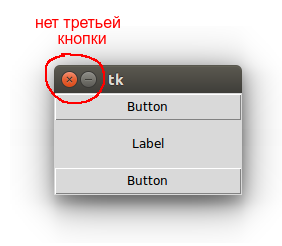 нет третьей
кнопки
tk
Button
Label
Button